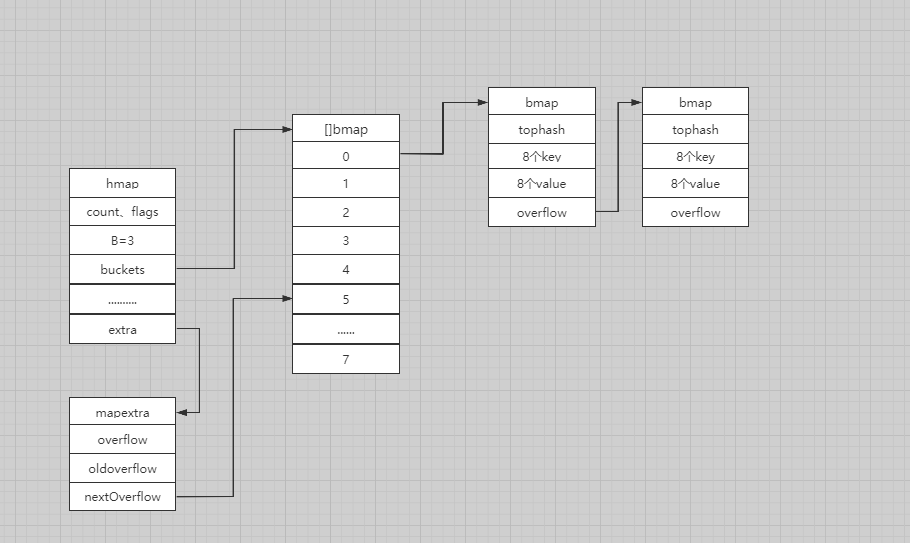 hmap
count、flags
B=3
buckets
..........
extra
mapextra
overflow
oldoverflow
nextOverflow
[]bmap
0
1
2
3
4
5
......
7
bmap
tophash
8个key
8个value
overflow
bmap
tophash
8个key
8个value
overflow